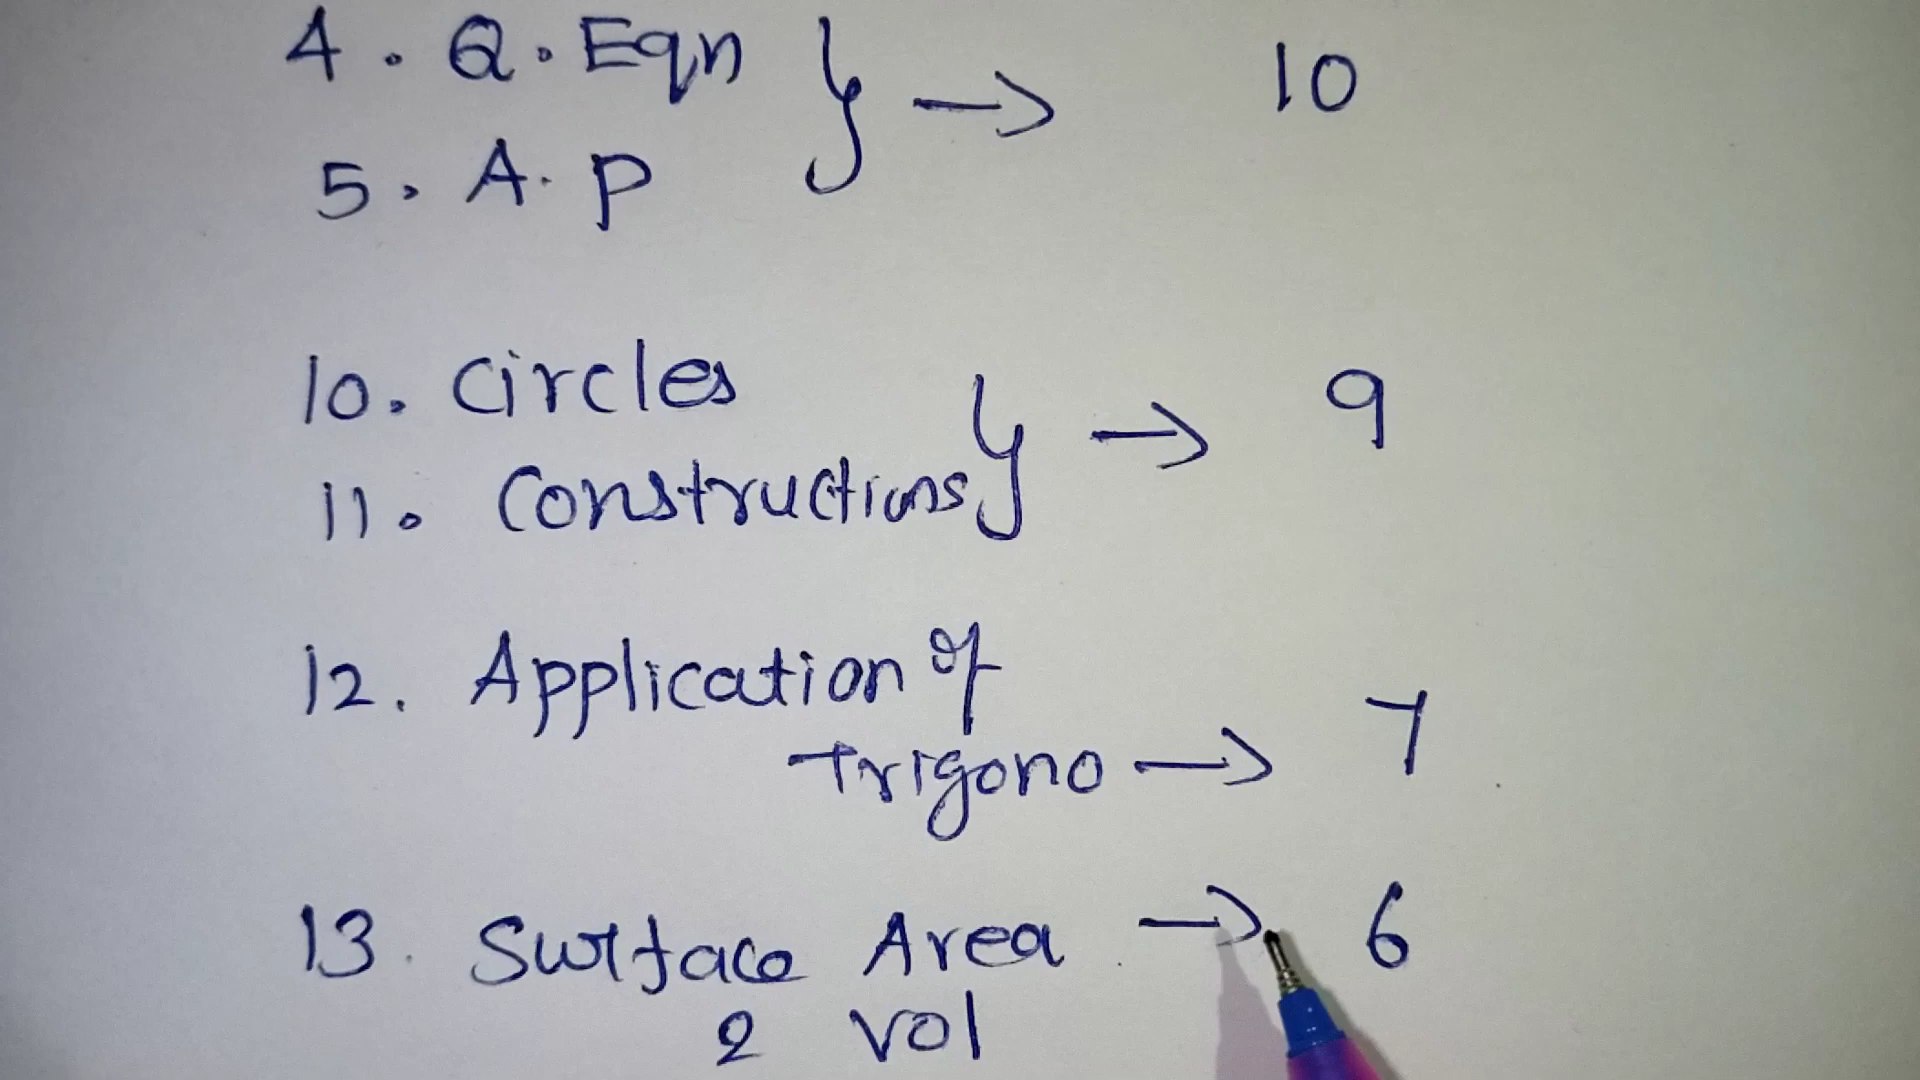 4. Q. Eqn } → 10
5. A. P
10. Circles } → 9
11. Constructions
12. Application of
Trigono → 7
13. Surface Area → 6
2 Vol